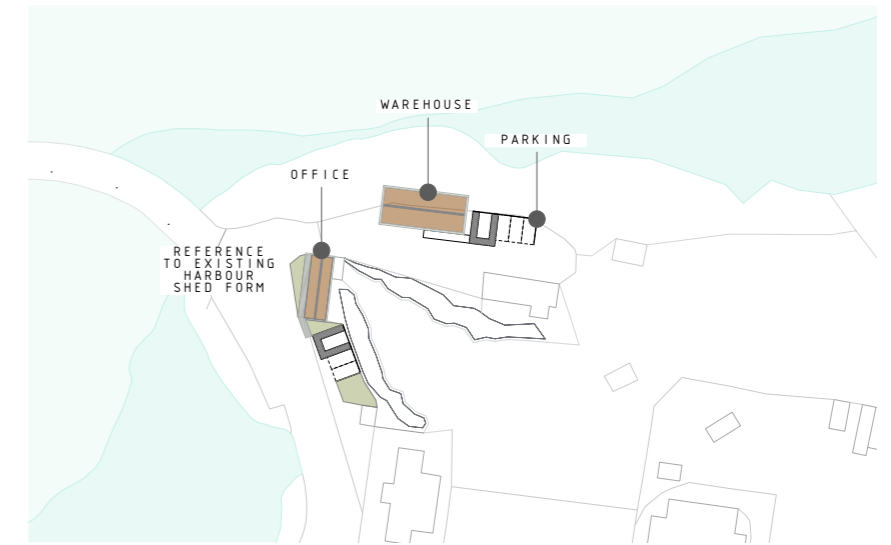 WAREHOUSE
PARKING
OFFICE
REFERENCE
TO EXISTING
HARBOUR
SHED FORM